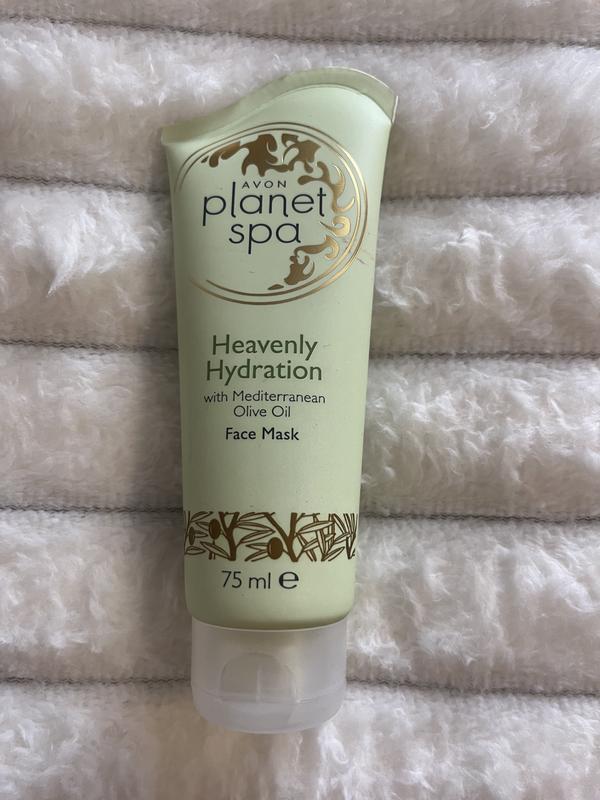 AVON
planet
spa
Heavenly
Hydration
with Mediterranean
Olive Oil
Face Mask
75 ml ℮